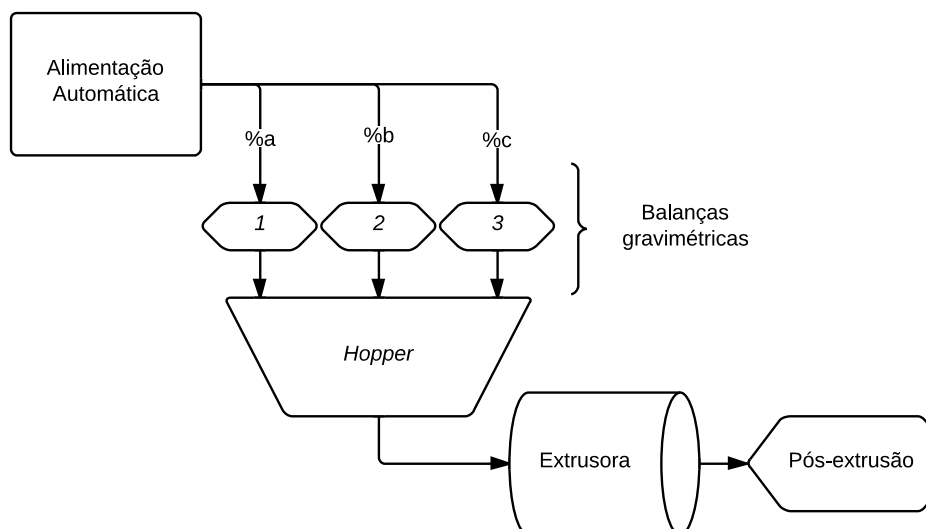 Alimentação
Automática
%a
%b
%c
1
2
3
Balanças
gravimétricas
Hopper
Extrusora
Pós-extrusão